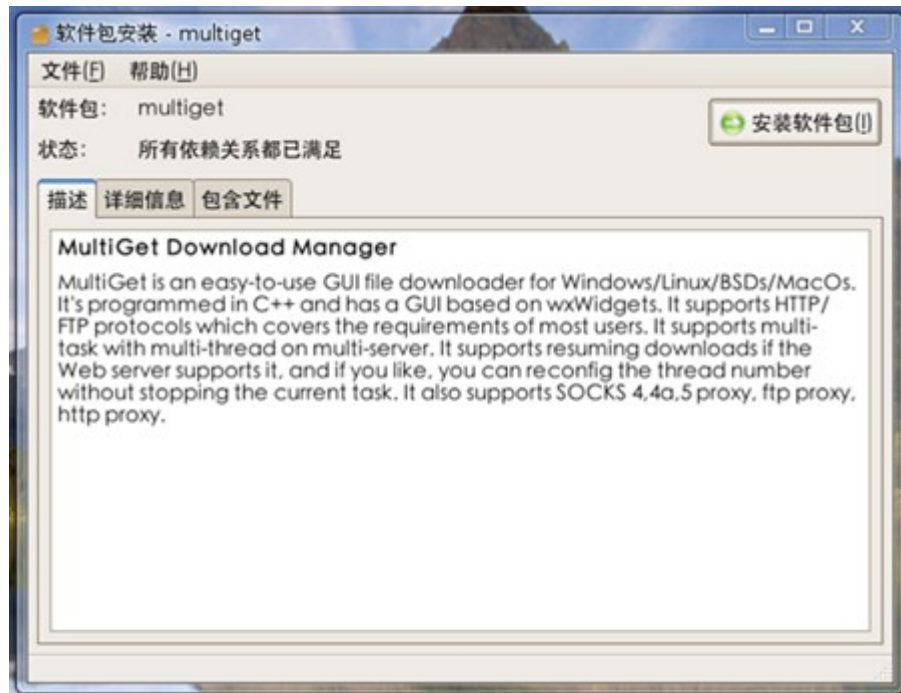 软件包安装 - multiget
文件(F) 帮助(H)
软件包: multiget
安装软件包(I)
状态: 所有依赖关系都已满足
描述 详细信息 包含文件
MultiGet Download Manager
MultiGet is an easy-to-use GUI file downloader for Windows/Linux/BSDs/MacOs.
It's programmed in C++ and has a GUI based on wxWidgets. It supports HTTP/
FTP protocols which covers the requirements of most users. It supports multi-
task with multi-thread on multi-server. It supports resuming downloads if the
Web server supports it, and if you like, you can reconfig the thread number
without stopping the current task. It also supports SOCKS 4,4a,5 proxy, ftp proxy,
http proxy.